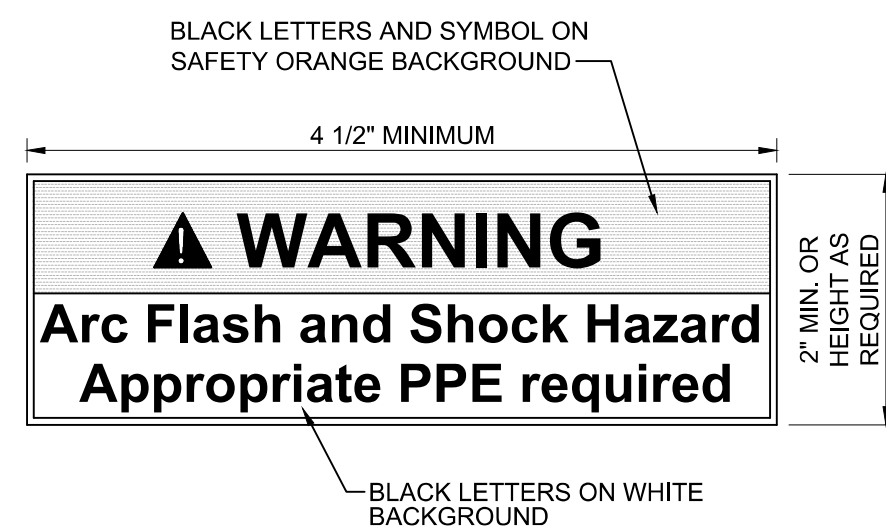 BLACK LETTERS AND SYMBOL ON
SAFETY ORANGE BACKGROUND
4 1/2" MINIMUM
WARNING
Arc Flash and Shock Hazard
Appropriate PPE required
2" MIN. OR
HEIGHT AS
REQUIRED
BLACK LETTERS ON WHITE
BACKGROUND